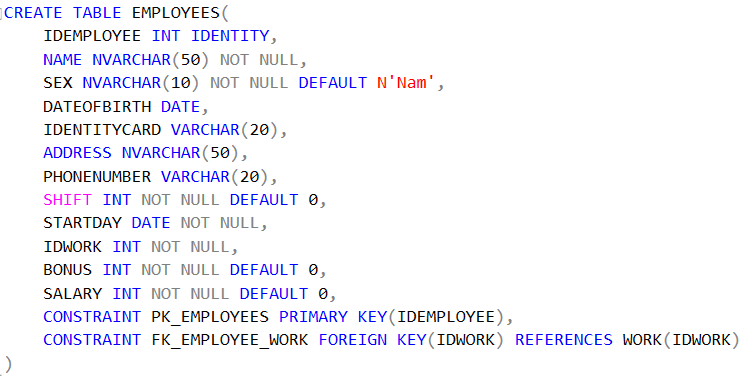 CREATE TABLE EMPLOYEES(
IDEMPLOYEE INT IDENTITY,
NAME NVARCHAR(50) NOT NULL,
SEX NVARCHAR(10) NOT NULL DEFAULT N'Nam',
DATEOFBIRTH DATE,
IDENTITYCARD VARCHAR(20),
ADDRESS NVARCHAR(50),
PHONENUMBER VARCHAR(20),
SHIFT INT NOT NULL DEFAULT 0,
STARTDAY DATE NOT NULL,
IDWORK INT NOT NULL,
BONUS INT NOT NULL DEFAULT 0,
SALARY INT NOT NULL DEFAULT 0,
CONSTRAINT PK_EMPLOYEES PRIMARY KEY(IDEMPLOYEE),
CONSTRAINT FK_EMPLOYEE_WORK FOREIGN KEY(IDWORK) REFERENCES WORK(IDWORK)
)